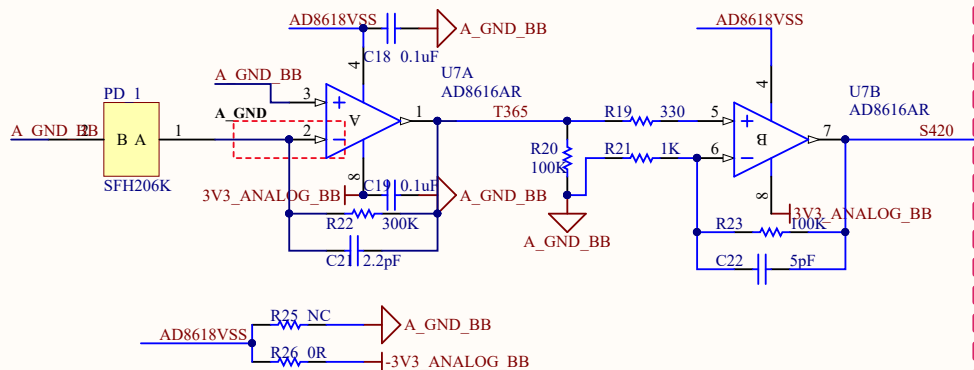 AD8618VSS
C18 0.1uF
A_GND_BB
4
U7A
AD8616AR
A_GND_BB
3
+
A
1
T365
PD_1
A_GND_BB
2
B A
1
SFH206K
A_GND
2
−
8
3V3_ANALOG_BB
C19 0.1uF
A_GND_BB
R22 300K
C21 2.2pF
R20
100K
A_GND_BB
R19 330
R21 1K
AD8618VSS
4
U7B
AD8616AR
5
+
B
7
S420
6
−
8
3V3_ANALOG_BB
R23 100K
C22 5pF
AD8618VSS
R25 NC
A_GND_BB
R26 0R
-3V3_ANALOG_BB